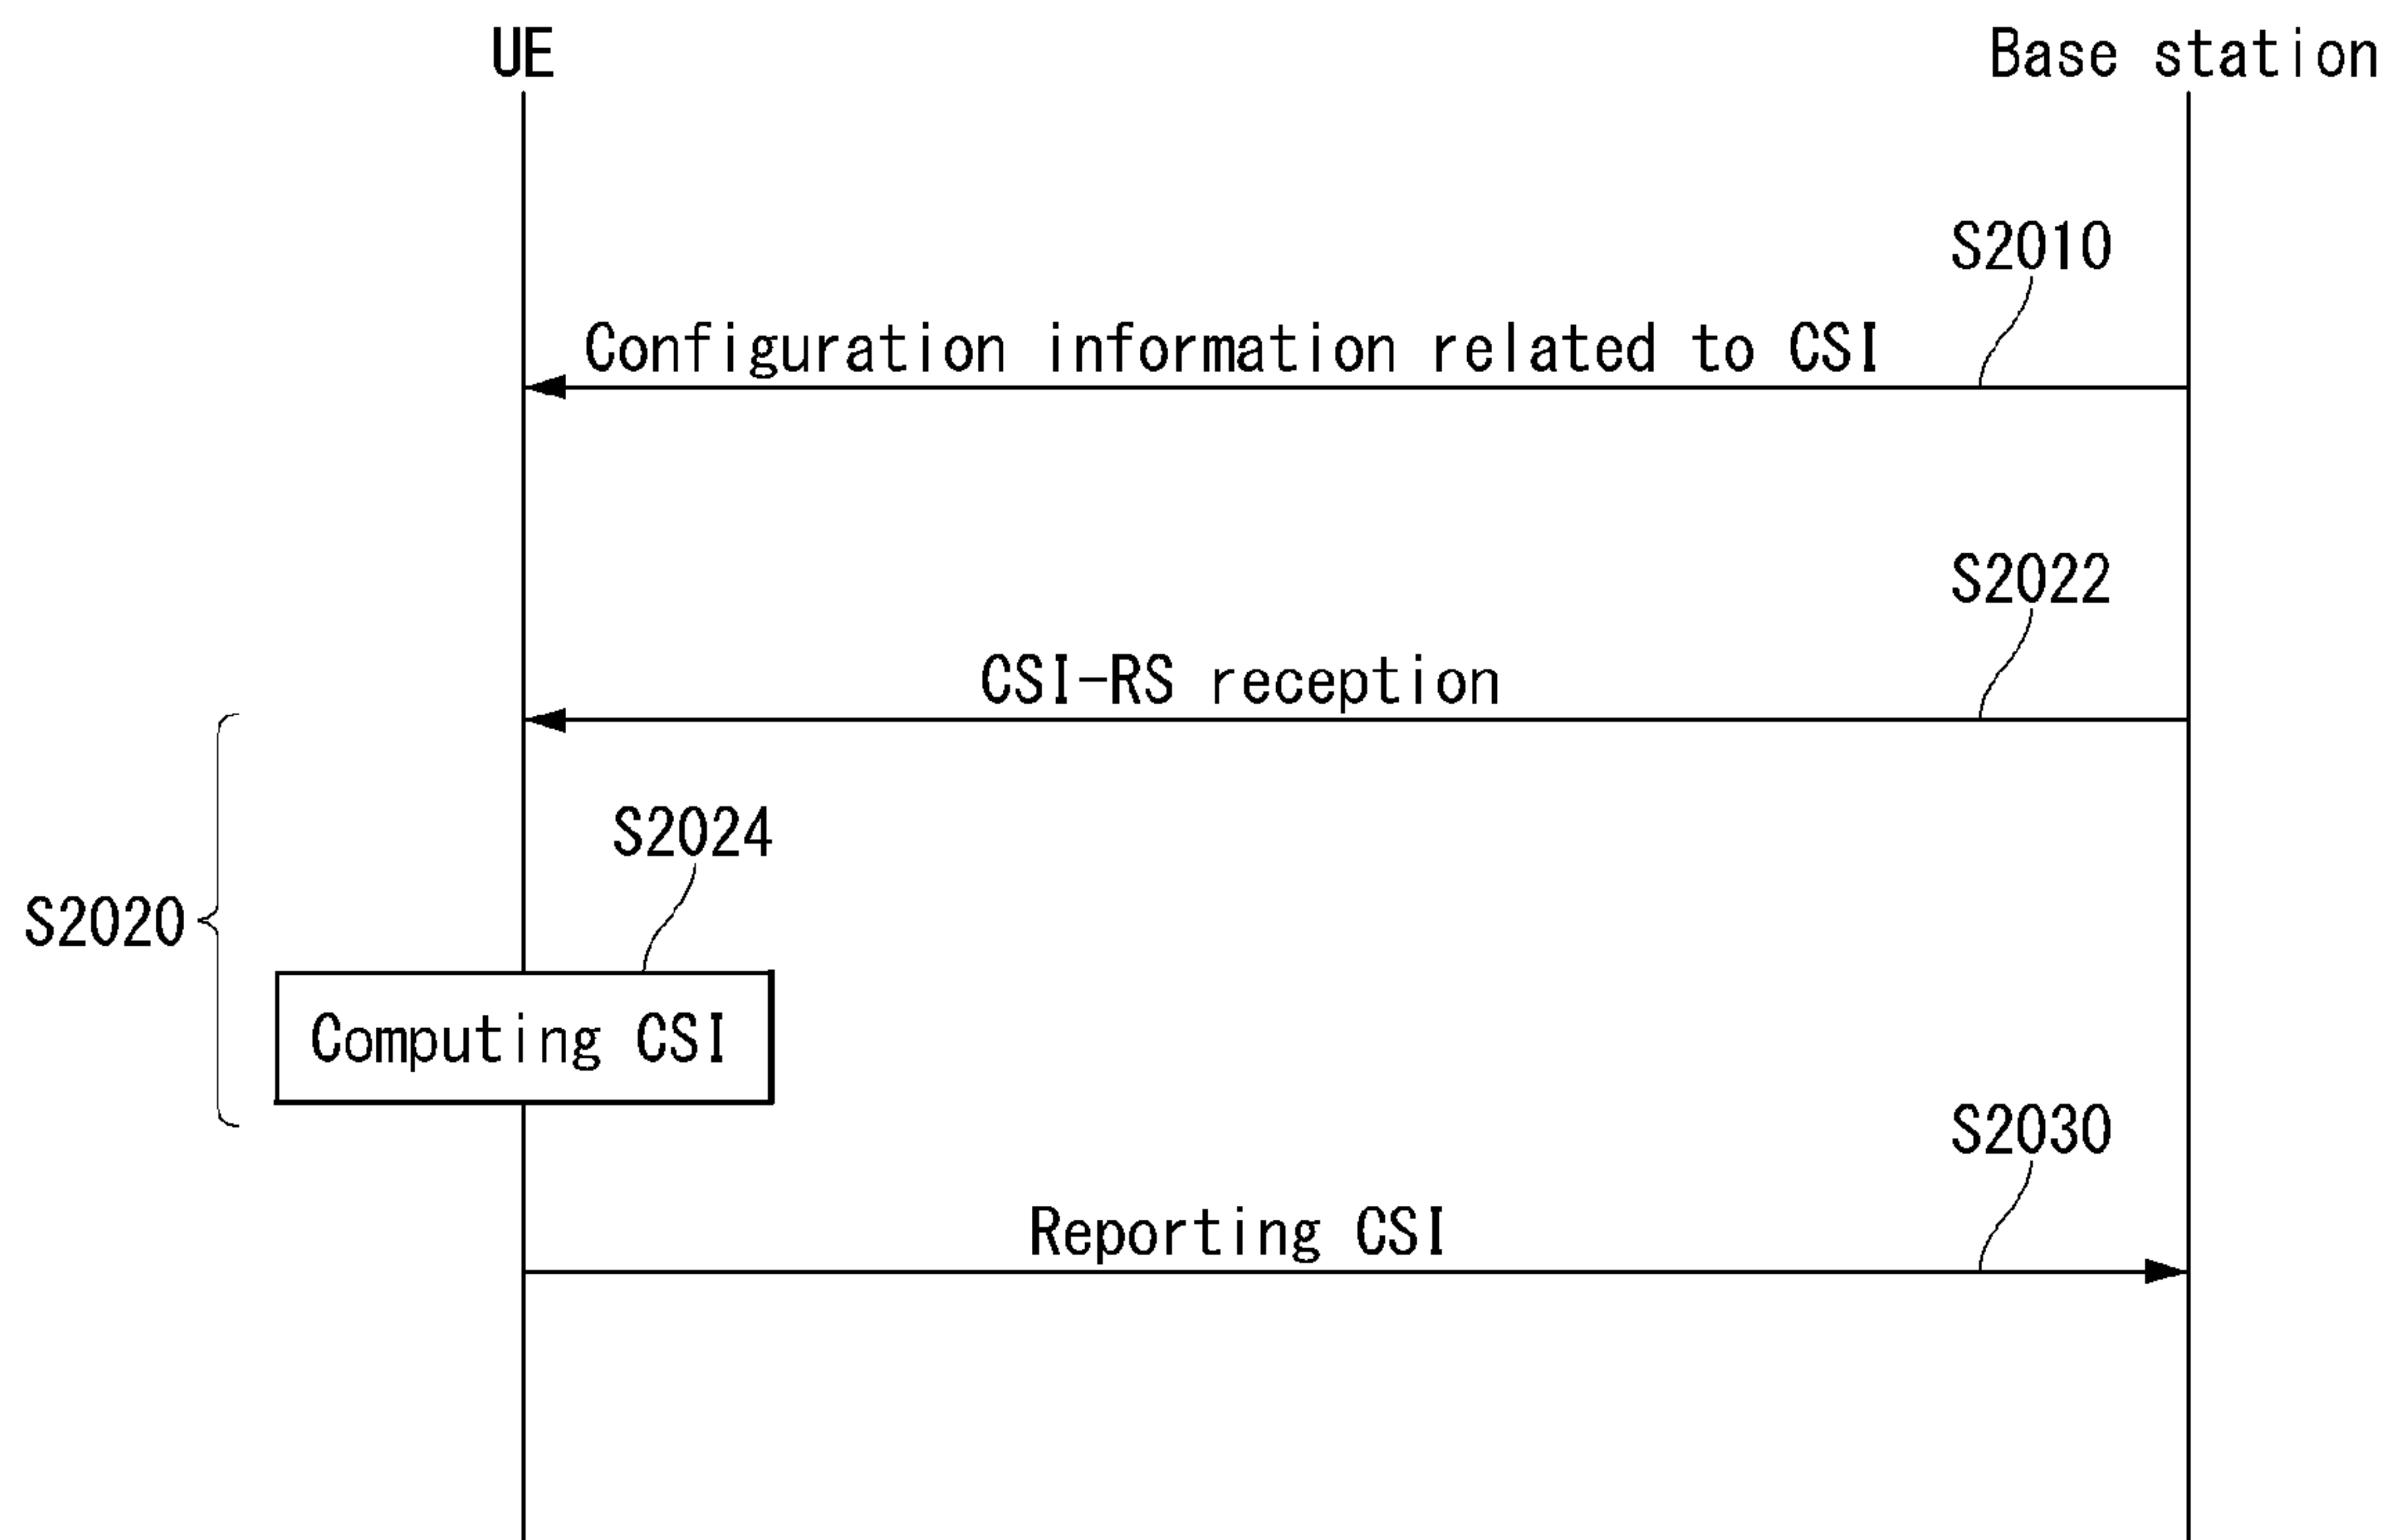 UE
Base station
S2010
Configuration information related to CSI
S2022
CSI-RS reception
S2024
S2020
Computing CSI
S2030
Reporting CSI